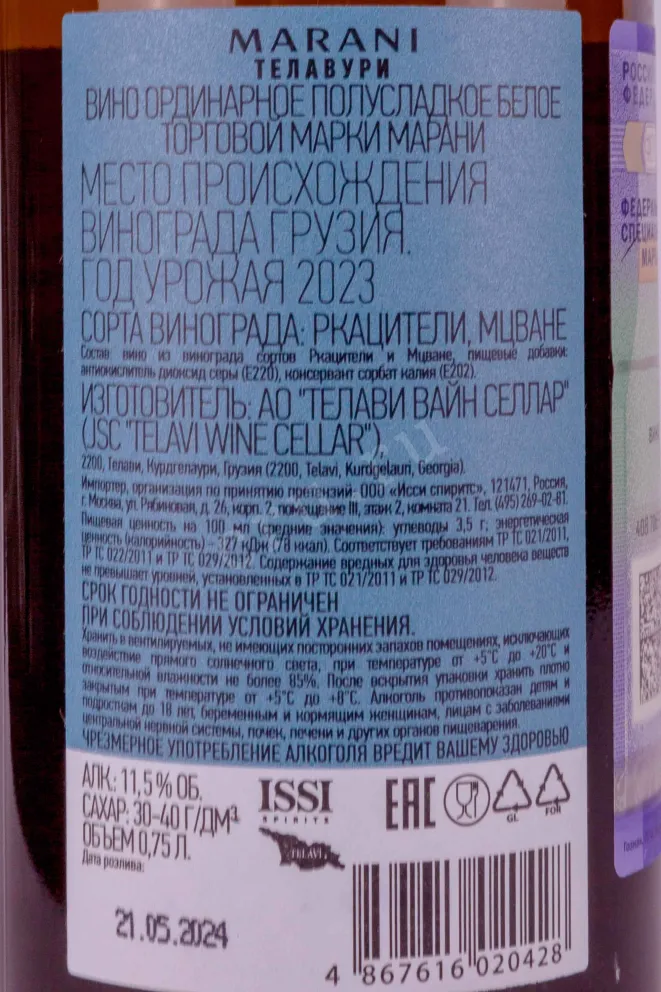 MARANI
ТЕЛАВУРИ
ВИНО ОРДИНАРНОЕ ПОЛУСЛАДКОЕ БЕЛОЕ
ТОРГОВОЙ МАРКИ МАРАНИ
МЕСТО ПРОИСХОЖДЕНИЯ
ВИНОГРАДА ГРУЗИЯ.
ГОД УРОЖАЯ 2023
СОРТА ВИНОГРАДА: РКАЦИТЕЛИ, МЦВАНЕ
Состав: вино из винограда сортов Ркацители и Мцване, пищевые добавки:
антиокислитель диоксид серы (Е220), консервант сорбат калия (Е202).
ИЗГОТОВИТЕЛЬ: АО "ТЕЛАВИ ВАЙН СЕЛЛАР"
(JSC "TELAVI WINE CELLAR"),
2200, Телави, Курдгелаури, Грузия (2200, Telavi, Kurdgelauri, Georgia).
Импортер, организация по принятию претензий: ООО «Исси спиритс», 121471, Россия,
г. Москва, ул. Рябиновая, д. 26, корп. 2, помещение III, этаж 2, комната 21. Тел. (495) 269-02-81.
Пищевая ценность на 100 мл (средние значения): углеводы 3,5 г; энергетическая
ценность (калорийность) - 327 кДж (78 ккал). Соответствует требованиям ТР ТС 021/2011,
ТР ТС 022/2011 и ТР ТС 029/2012. Содержание вредных для здоровья человека веществ
не превышает уровней, установленных в ТР ТС 021/2011 и ТР ТС 029/2012.
СРОК ГОДНОСТИ НЕ ОГРАНИЧЕН
ПРИ СОБЛЮДЕНИИ УСЛОВИЙ ХРАНЕНИЯ.
Хранить в вентилируемых, не имеющих посторонних запахов помещениях, исключающих
воздействие прямого солнечного света, при температуре от +5°С до +20°С и
относительной влажности не более 85%. После вскрытия упаковки хранить плотно
закрытым при температуре от +5°С до +8°С. Алкоголь противопоказан детям и
подросткам до 18 лет, беременным и кормящим женщинам, лицам с заболеваниями
центральной нервной системы, почек, печени и других органов пищеварения.
ЧРЕЗМЕРНОЕ УПОТРЕБЛЕНИЕ АЛКОГОЛЯ ВРЕДИТ ВАШЕМУ ЗДОРОВЬЮ
АЛК.: 11,5 % ОБ.
САХАР: 30-40 Г/ДМ³
ОБЪЕМ 0,75 Л.
Дата розлива:
21.05.2024
ISSI
SPIRITS
TELAVI
EAC
GL
FOR
4 867616 020428